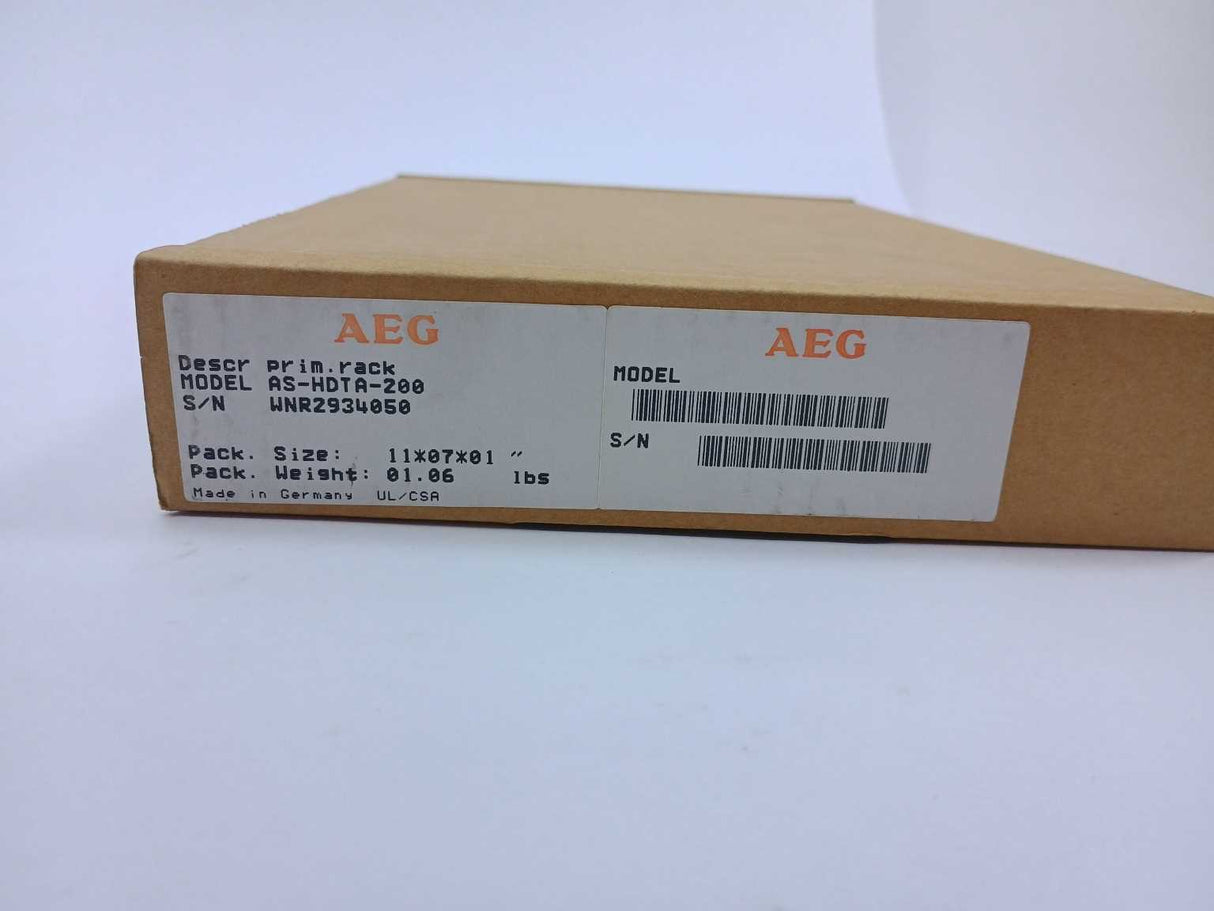 AEG
Descr prim.rack
MODEL AS-HDTA-200
S/N WNR2934050
Pack. Size: 11*07*01 "
Pack. Weight: 01.06 lbs
Made in Germany UL/CSA
AEG
MODEL
S/N